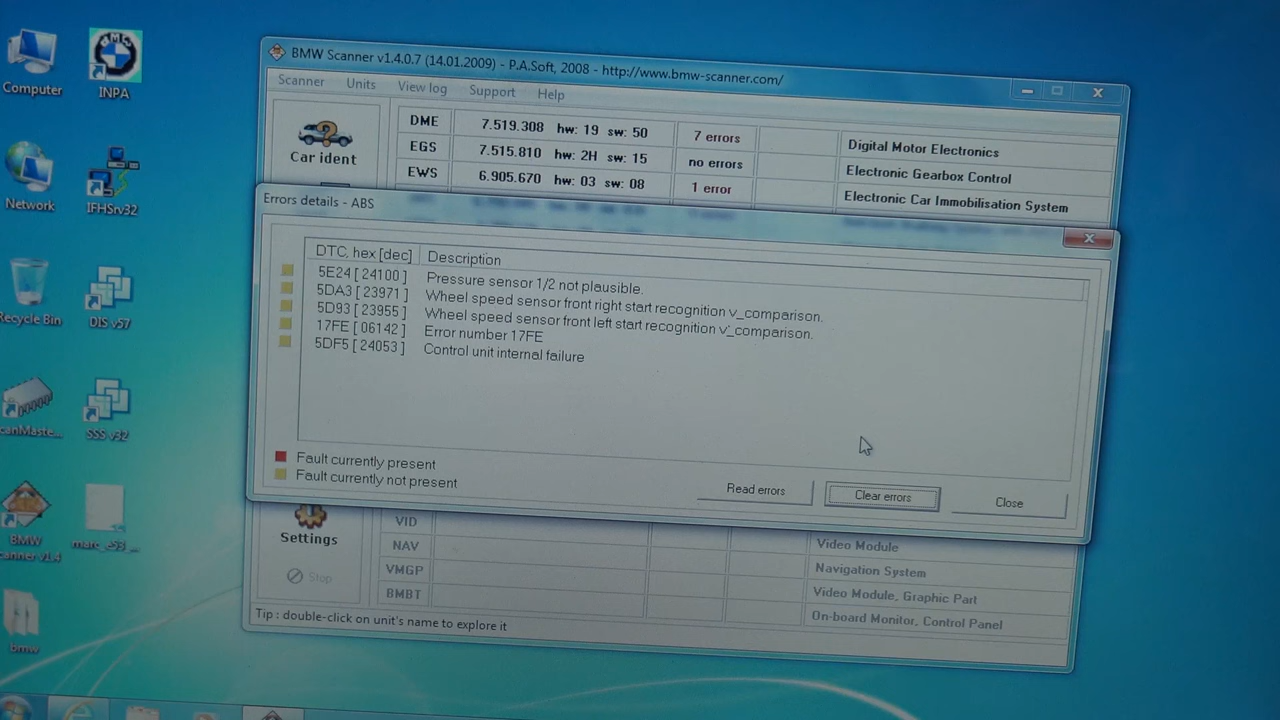 Computer
BMW
INPA
Network
IFHSrv32
Recycle Bin
DIS v57
SSS v32
BMW
bmw
BMW Scanner v1.4.0.7 (14.01.2009) - P.A.Soft, 2008 - http://www.bmw-scanner.com/
Scanner Units View log Support Help
Car ident
DME 7.519.308 hw: 19 sw: 50 7 errors Digital Motor Electronics
EGS 7.515.810 hw: 2H sw: 15 no errors Electronic Gearbox Control
EWS 6.905.670 hw: 03 sw: 08 1 error Electronic Car Immobilisation System
Errors details - ABS
DTC, hex [dec] Description
5E24 [ 24100 ] Pressure sensor 1/2 not plausible.
5DA3 [ 23971 ] Wheel speed sensor front right start recognition v_comparison.
5D93 [ 23955 ] Wheel speed sensor front left start recognition v_comparison.
17FE [ 06142 ] Error number 17FE
5DF5 [ 24053 ] Control unit internal failure
Fault currently present
Fault currently not present
Read errors Clear errors Close
Settings
Stop
VID Video Module
NAV Navigation System
VMGP Video Module, Graphic Part
BMBT On-board Monitor, Control Panel
Tip : double-click on unit's name to explore it